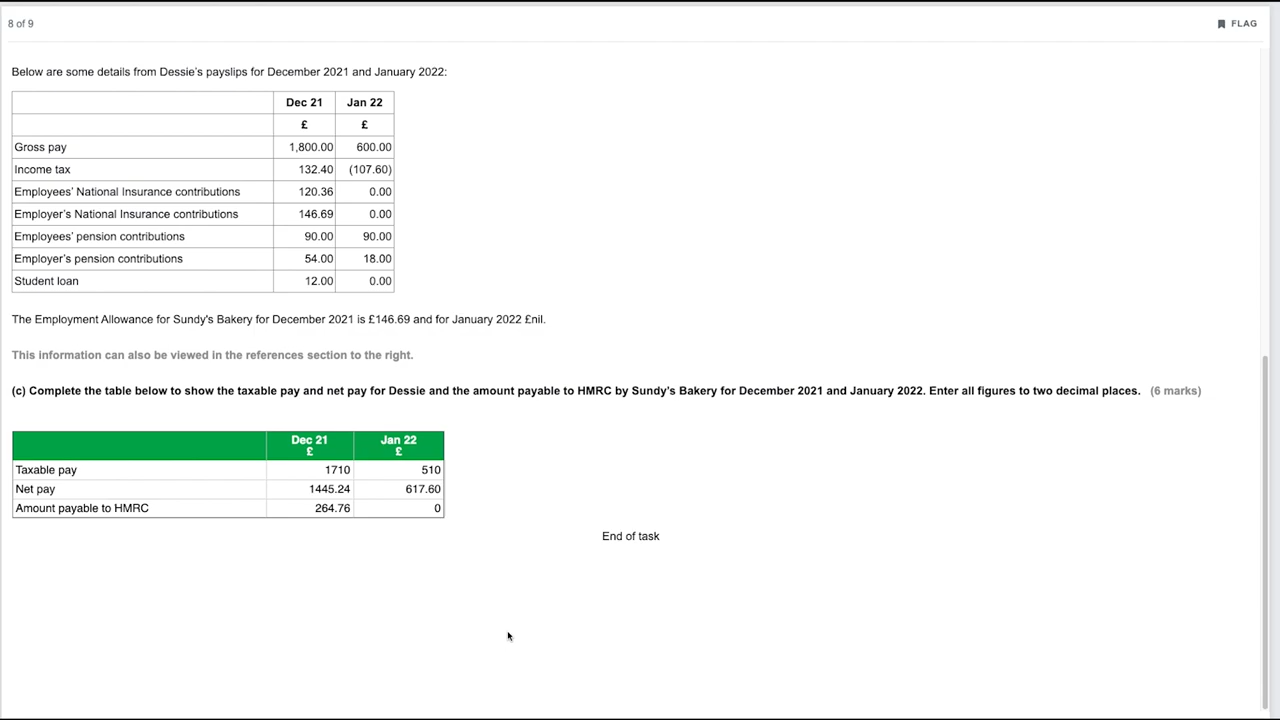 8 of 9
FLAG
Below are some details from Dessie's payslips for December 2021 and January 2022:
Dec 21 Jan 22
£ £
Gross pay 1,800.00 600.00
Income tax 132.40 (107.60)
Employees' National Insurance contributions 120.36 0.00
Employer's National Insurance contributions 146.69 0.00
Employees' pension contributions 90.00 90.00
Employer's pension contributions 54.00 18.00
Student loan 12.00 0.00
The Employment Allowance for Sundy's Bakery for December 2021 is £146.69 and for January 2022 £nil.
This information can also be viewed in the references section to the right.
(c) Complete the table below to show the taxable pay and net pay for Dessie and the amount payable to HMRC by Sundy's Bakery for December 2021 and January 2022. Enter all figures to two decimal places. (6 marks)
Dec 21 Jan 22
£ £
Taxable pay 1710 510
Net pay 1445.24 617.60
Amount payable to HMRC 264.76 0
End of task